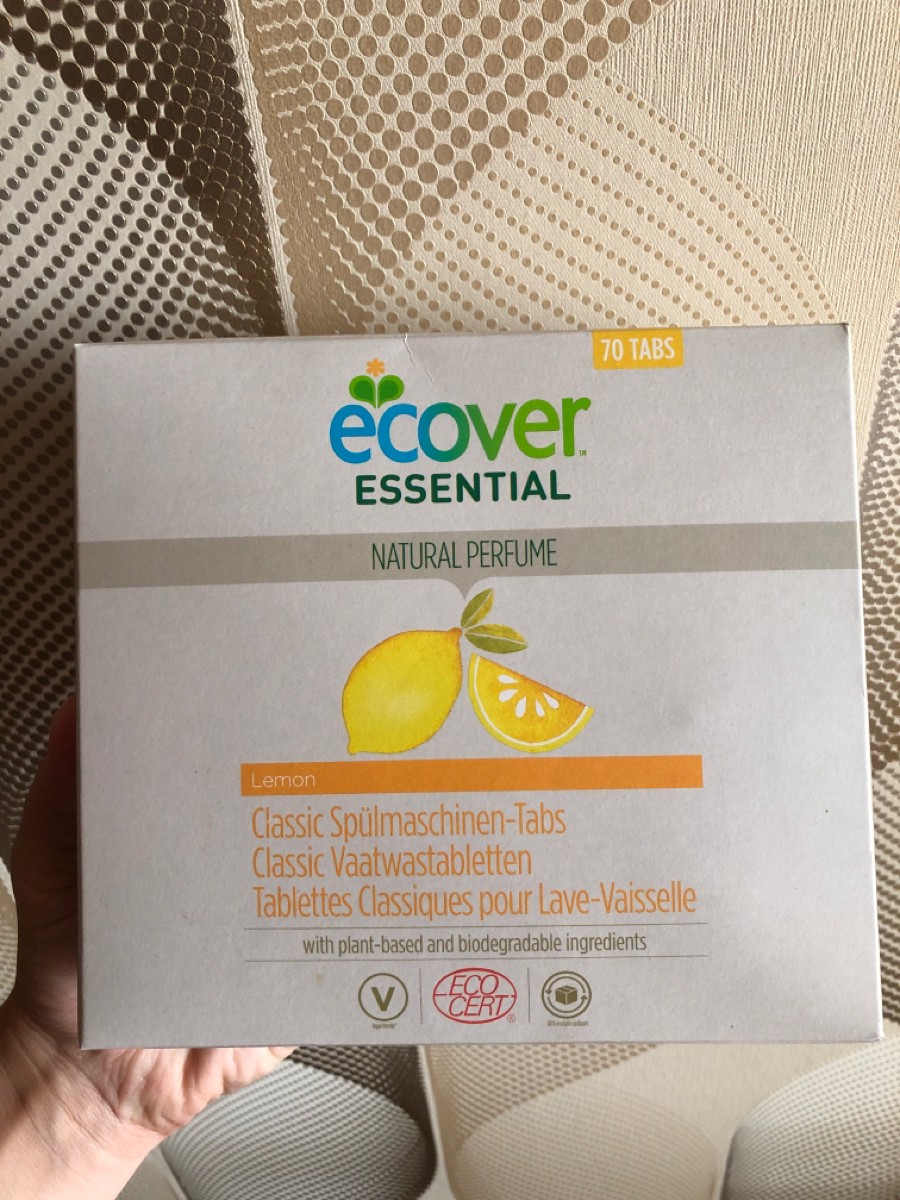 70 TABS
ecover™
ESSENTIAL
NATURAL PERFUME
Lemon
Classic Spülmaschinen-Tabs
Classic Vaatwastabletten
Tablettes Classiques pour Lave-Vaisselle
with plant-based and biodegradable ingredients
V
ECO
CERT®